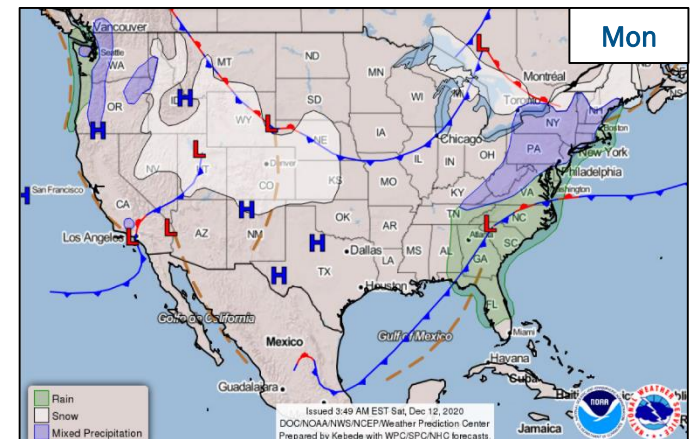 Mon
Vancouver
Seattle
WA
MT
ND
MN
Montréal
Toronto
OR
ID
SD
WI
MI
NY
NH
Boston
WY
IA
Chicago
PA
New York
Philadelphia
NE
IL
IN
OH
NV
UT
Denver
CO
KS
MO
KY
VA
Washington
San Francisco
CA
OK
TN
NC
Los Angeles
AZ
NM
AR
Atlanta
SC
Dallas
MS
AL
GA
TX
LA
Houston
FL
Golfo de California
Gulf of Mexico
Miami
Mexico
Havana
Cuba
Guadalajara
Jamaica
H
H
H
H
H
H
L
L
L
L
L
L
L
Rain
Snow
Mixed Precipitation
Issued 3:49 AM EST Sat, Dec 12, 2020
DOC/NOAA/NWS/NCEP/Weather Prediction Center
Prepared by Kebede with WPC/SPC/NHC forecasts.
NOAA
NATIONAL WEATHER SERVICE